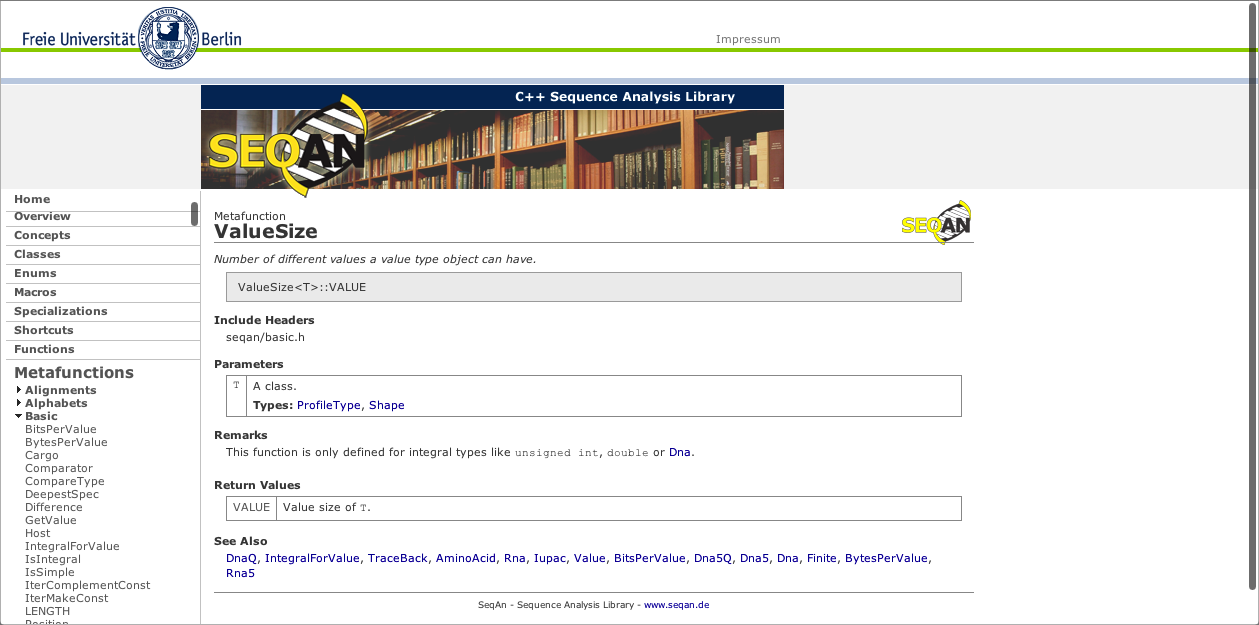 Freie Universität Berlin
Impressum
C++ Sequence Analysis Library
SEQAN
Home
Overview
Concepts
Classes
Enums
Macros
Specializations
Shortcuts
Functions
Metafunctions
Alignments
Alphabets
Basic
BitsPerValue
BytesPerValue
Cargo
Comparator
CompareType
DeepestSpec
Difference
GetValue
Host
IntegralForValue
IsIntegral
IsSimple
IterComplementConst
IterMakeConst
LENGTH
Position
Metafunction
ValueSize
SEQAN
Number of different values a value type object can have.
ValueSize<T>::VALUE
Include Headers
seqan/basic.h
Parameters
T A class.
Types: ProfileType, Shape
Remarks
This function is only defined for integral types like unsigned int, double or Dna.
Return Values
VALUE Value size of T.
See Also
DnaQ, IntegralForValue, TraceBack, AminoAcid, Rna, Iupac, Value, BitsPerValue, Dna5Q, Dna5, Dna, Finite, BytesPerValue,
Rna5
SeqAn - Sequence Analysis Library - www.seqan.de